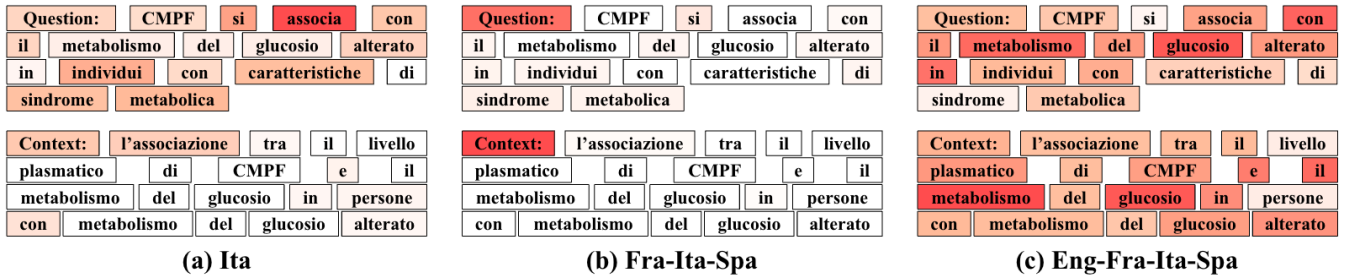 Question: CMPF si associa con
il metabolismo del glucosio alterato
in individui con caratteristiche di
sindrome metabolica
Context: l'associazione tra il livello
plasmatico di CMPF e il
metabolismo del glucosio in persone
con metabolismo del glucosio alterato
(a) Ita
Question: CMPF si associa con
il metabolismo del glucosio alterato
in individui con caratteristiche di
sindrome metabolica
Context: l'associazione tra il livello
plasmatico di CMPF e il
metabolismo del glucosio in persone
con metabolismo del glucosio alterato
(b) Fra-Ita-Spa
Question: CMPF si associa con
il metabolismo del glucosio alterato
in individui con caratteristiche di
sindrome metabolica
Context: l'associazione tra il livello
plasmatico di CMPF e il
metabolismo del glucosio in persone
con metabolismo del glucosio alterato
(c) Eng-Fra-Ita-Spa